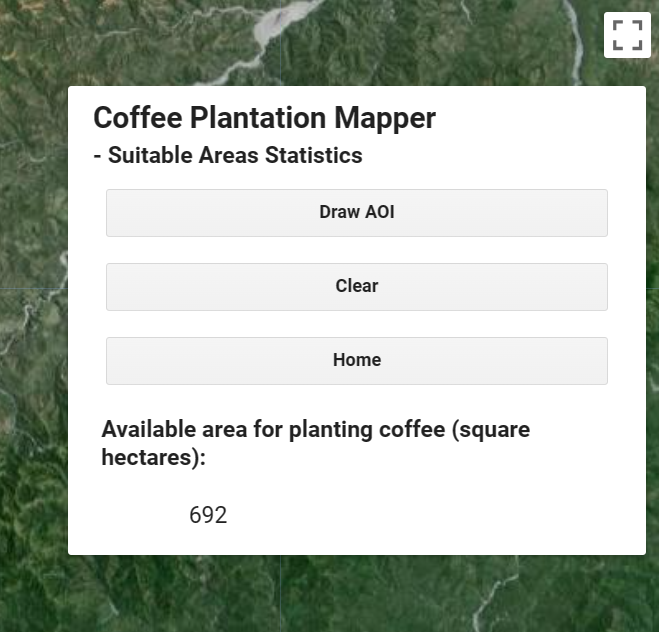 Coffee Plantation Mapper
- Suitable Areas Statistics
Draw AOI
Clear
Home
Available area for planting coffee (square
hectares):
692